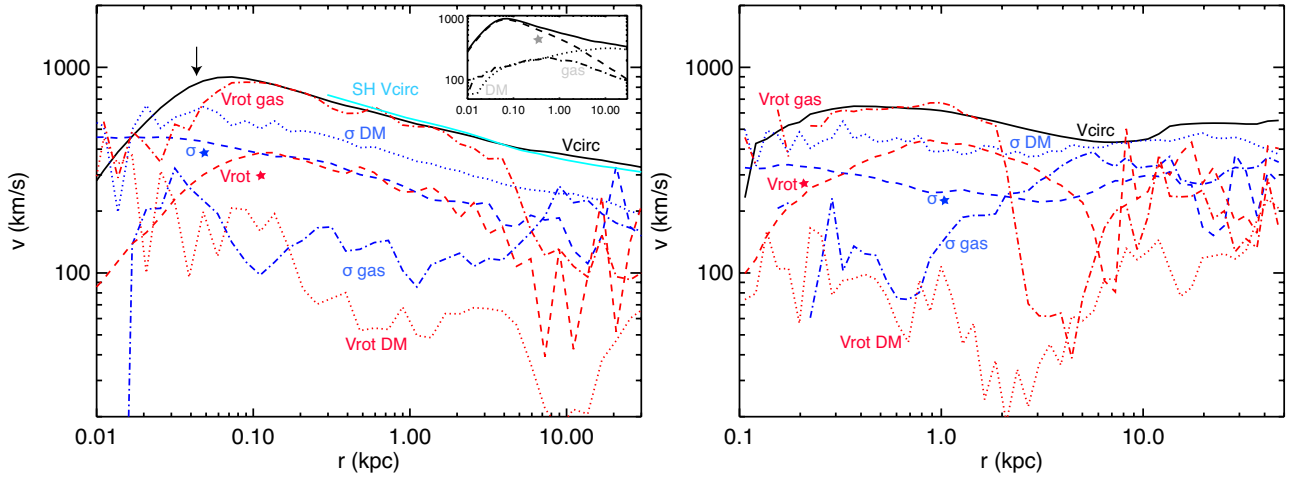 1000
100
v (km/s)
0.01
0.10
1.00
10.00
r (kpc)
Vrot gas
SH Vcirc
σ DM
Vcirc
σ★
Vrot★
σ gas
Vrot DM
1000
100
gas
DM
0.01
0.10
1.00
10.00
1000
100
v (km/s)
0.1
1.0
10.0
r (kpc)
Vrot gas
Vcirc
σ DM
Vrot★
σ★
σ gas
Vrot DM